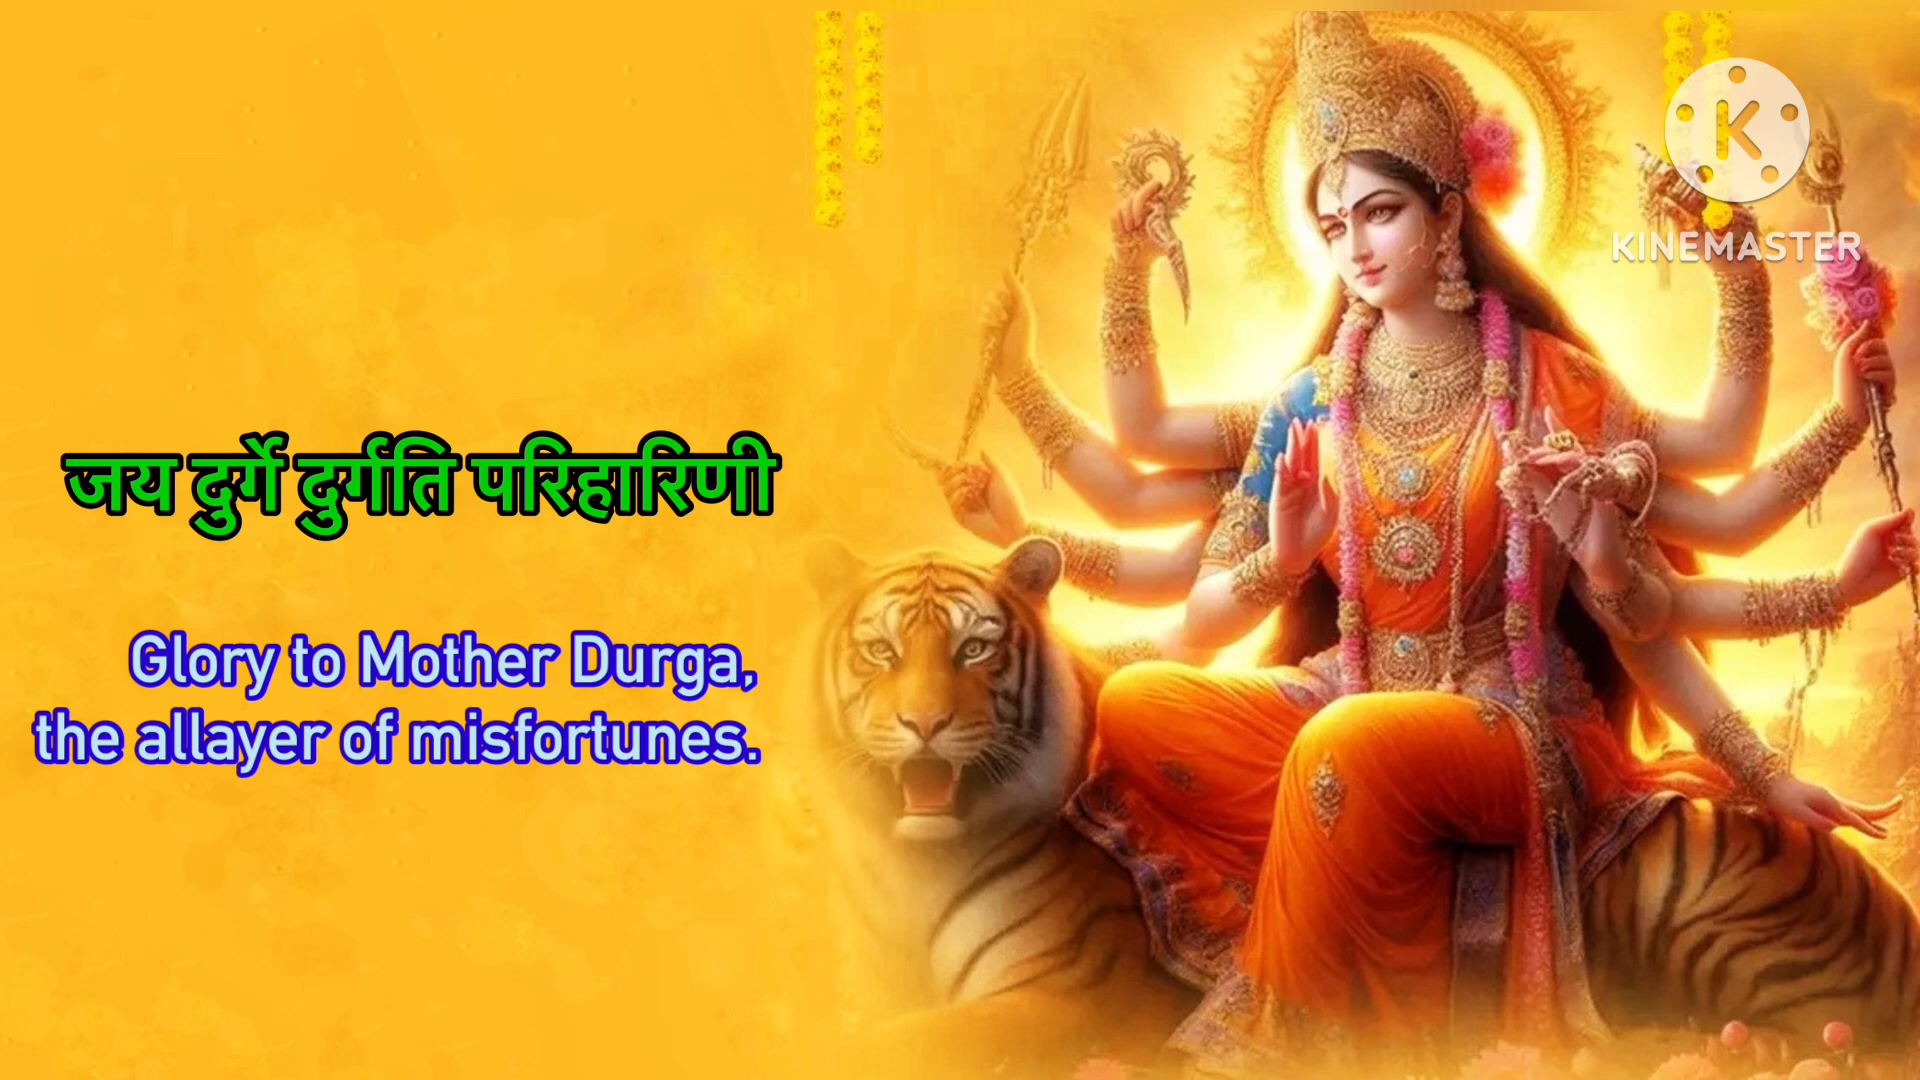 जय दुर्गे दुर्गति परिहारिणी
Glory to Mother Durga,
the allayer of misfortunes.
K
KINEMASTER